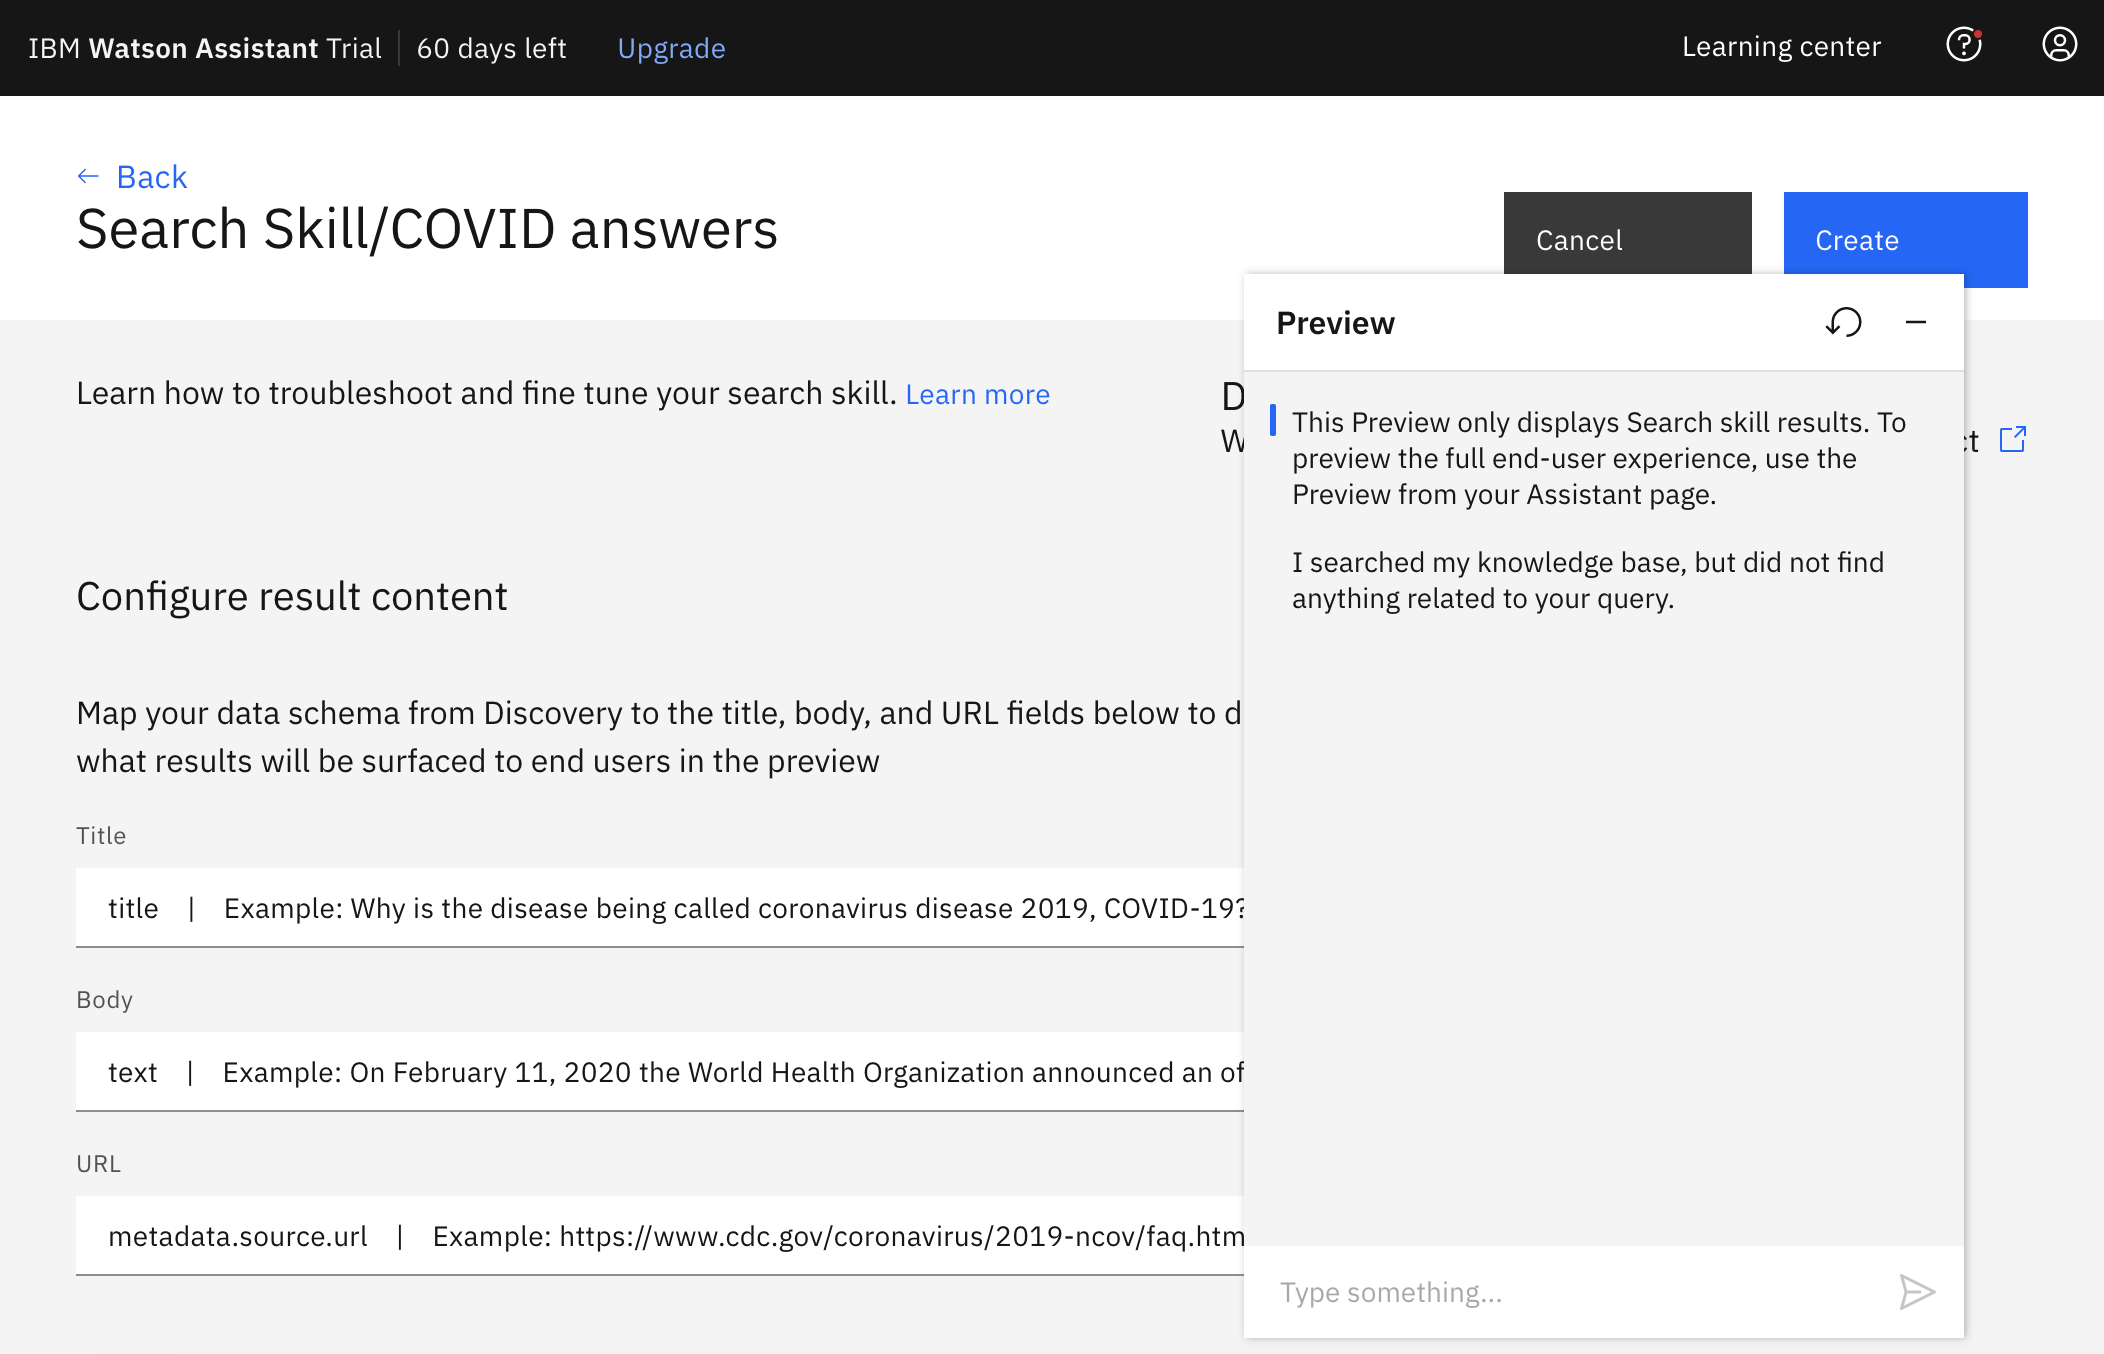 IBM Watson Assistant Trial 60 days left Upgrade Learning center
← Back
Search Skill/COVID answers
Cancel
Create
Learn how to troubleshoot and fine tune your search skill. Learn more
Configure result content
Map your data schema from Discovery to the title, body, and URL fields below to d
what results will be surfaced to end users in the preview
Title
title | Example: Why is the disease being called coronavirus disease 2019, COVID-19?
Body
text | Example: On February 11, 2020 the World Health Organization announced an of
URL
metadata.source.url | Example: https://www.cdc.gov/coronavirus/2019-ncov/faq.htm
D
W
ct
Preview
This Preview only displays Search skill results. To
preview the full end-user experience, use the
Preview from your Assistant page.
I searched my knowledge base, but did not find
anything related to your query.
Type something...